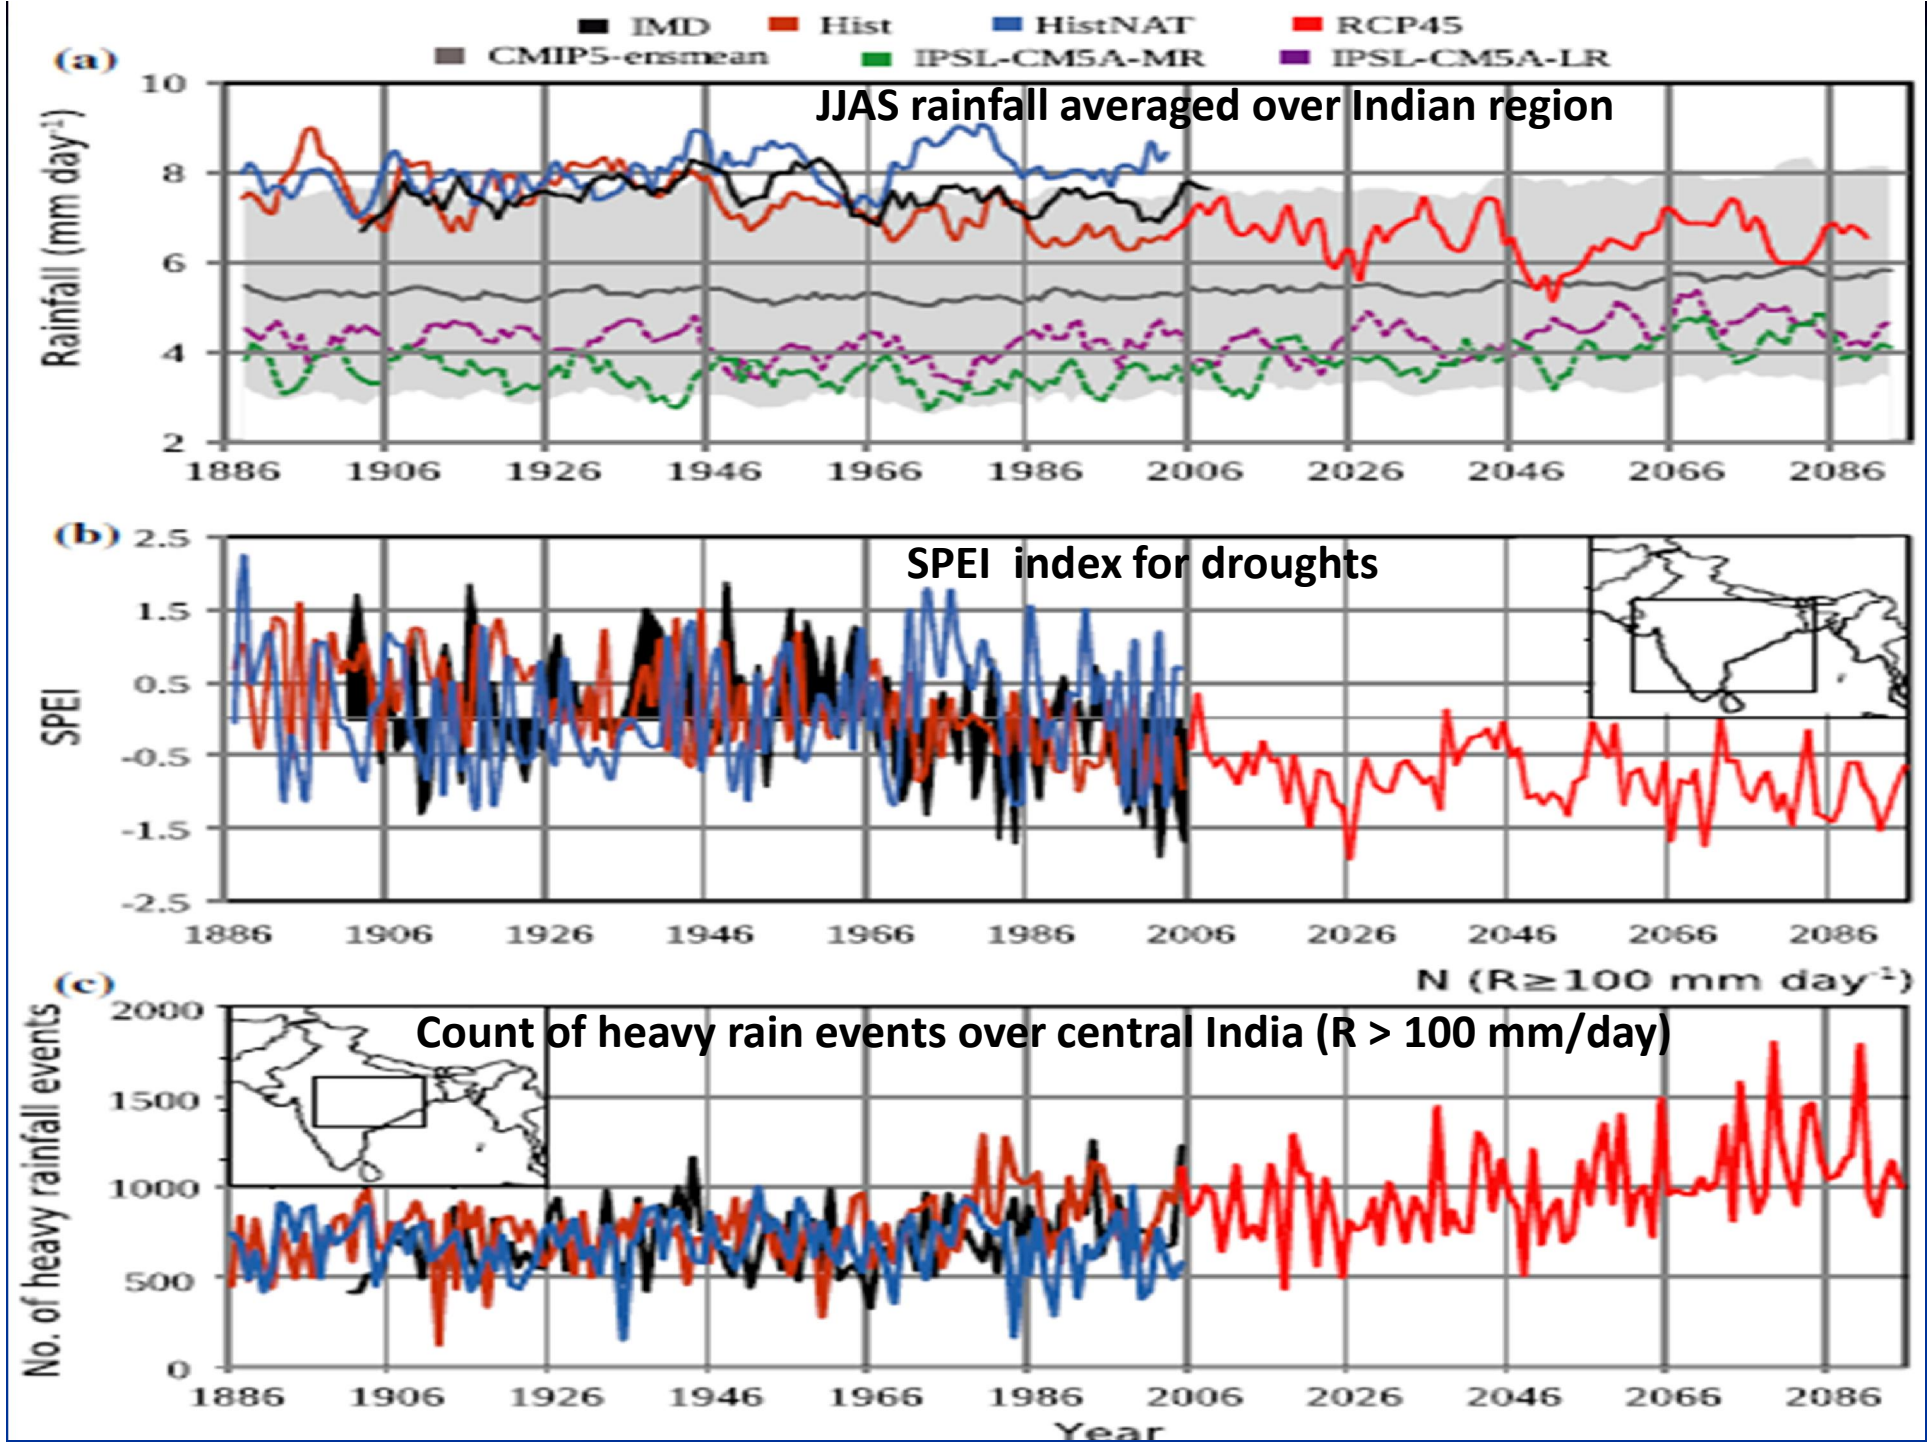 IMD Hist HistNAT RCP45
CMIP5-ensmean IPSL-CM5A-MR IPSL-CM5A-LR
(a)
JJAS rainfall averaged over Indian region
Rainfall (mm day⁻¹)
10
8
6
4
2
1886 1906 1926 1946 1966 1986 2006 2026 2046 2066 2086
(b)
SPEI index for droughts
SPEI
2.5
1.5
0.5
-0.5
-1.5
-2.5
1886 1906 1926 1946 1966 1986 2006 2026 2046 2066 2086
(c)
N (R≥100 mm day⁻¹)
Count of heavy rain events over central India (R > 100 mm/day)
No. of heavy rainfall events
2000
1500
1000
500
0
1886 1906 1926 1946 1966 1986 2006 2026 2046 2066 2086
Year